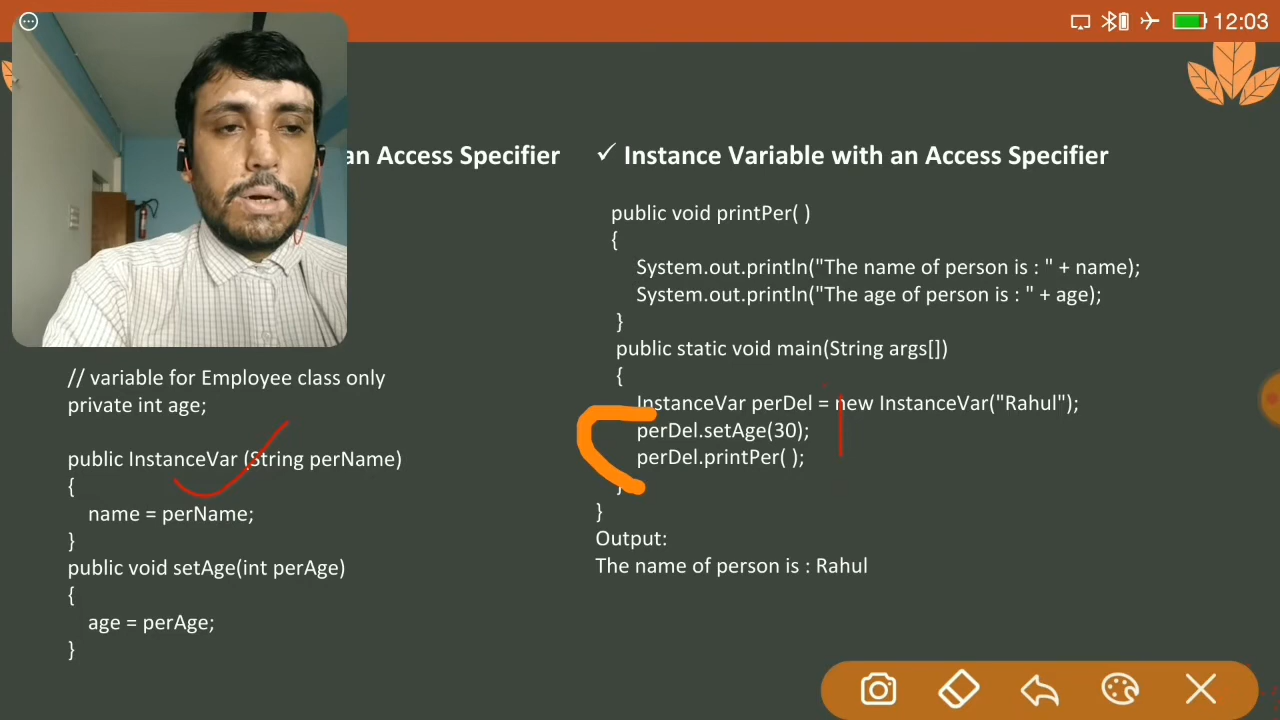 12:03
an Access Specifier
// variable for Employee class only
private int age;
public InstanceVar (String perName)
{
name = perName;
}
public void setAge(int perAge)
{
age = perAge;
}
✓ Instance Variable with an Access Specifier
public void printPer( )
{
System.out.println("The name of person is : " + name);
System.out.println("The age of person is : " + age);
}
public static void main(String args[])
{
InstanceVar perDel = new InstanceVar("Rahul");
perDel.setAge(30);
perDel.printPer( );
}
}
Output:
The name of person is : Rahul